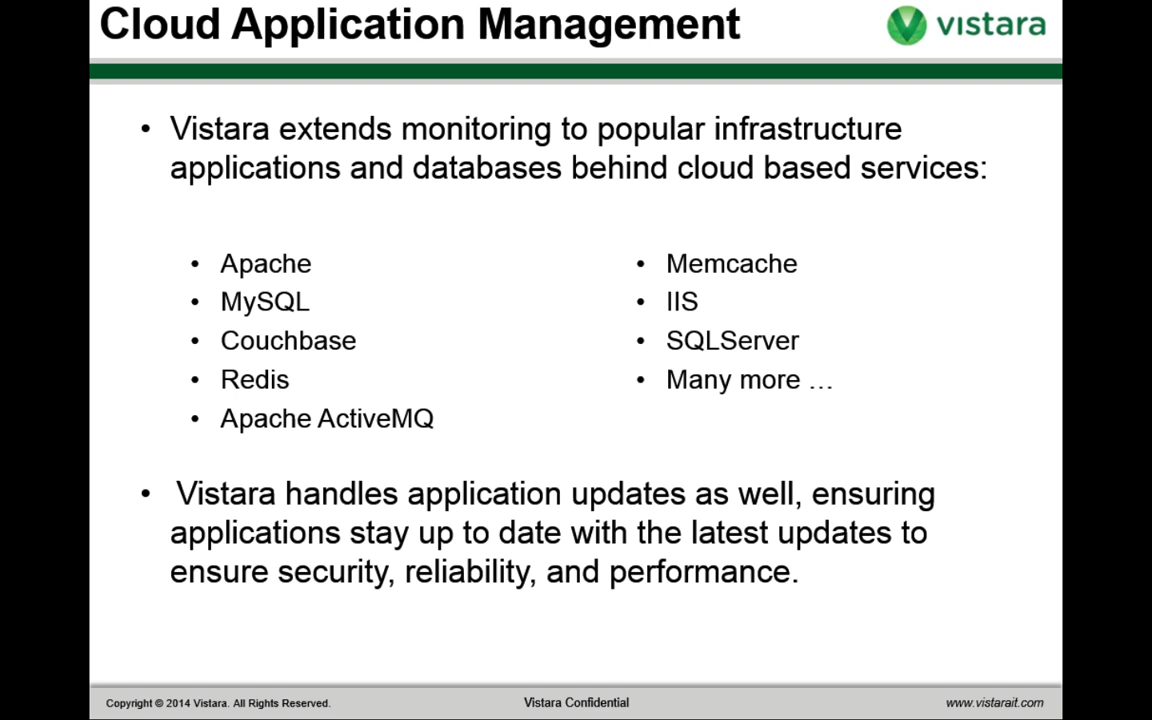 Cloud Application Management
vistara
• Vistara extends monitoring to popular infrastructure
applications and databases behind cloud based services:
• Apache
• MySQL
• Couchbase
• Redis
• Apache ActiveMQ
• Memcache
• IIS
• SQLServer
• Many more …
• Vistara handles application updates as well, ensuring
applications stay up to date with the latest updates to
ensure security, reliability, and performance.
Copyright © 2014 Vistara. All Rights Reserved.
Vistara Confidential
www.vistarait.com